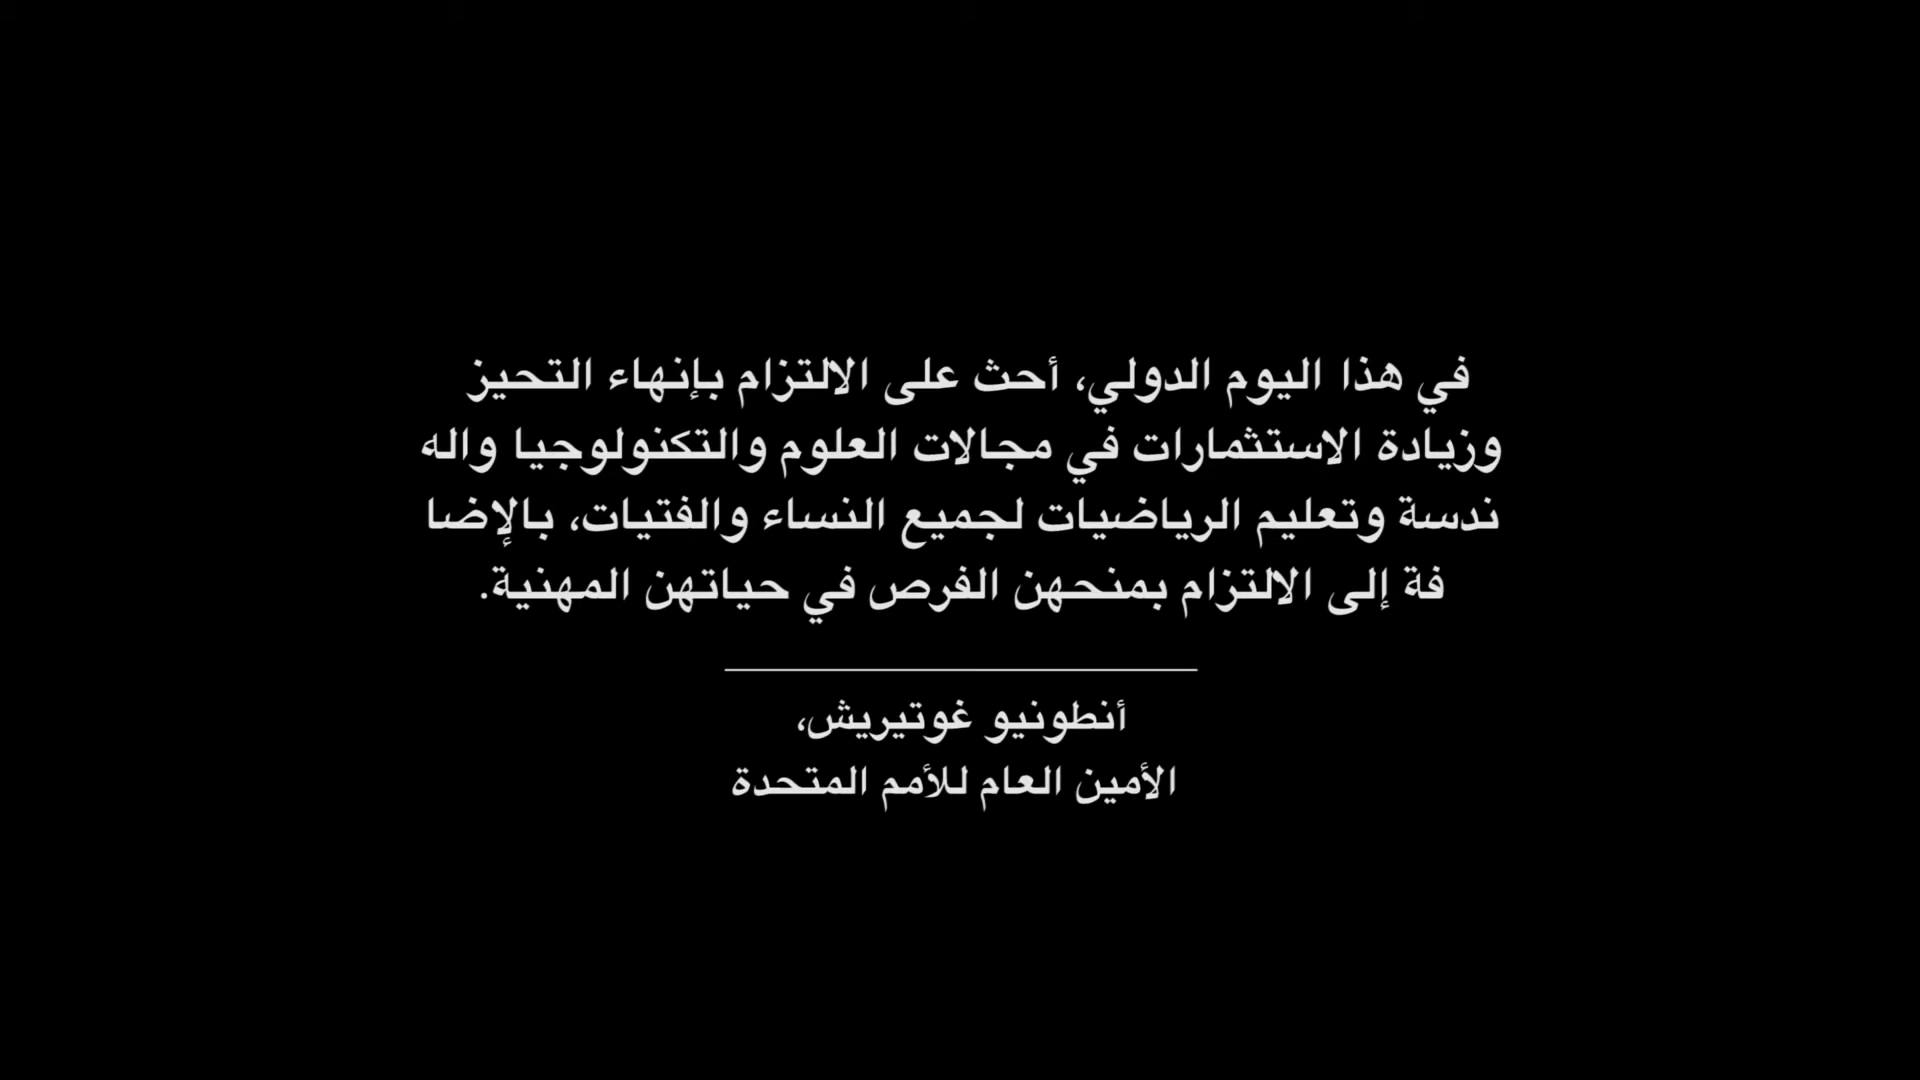 في هذا اليوم الدولي، أحث على الالتزام بإنهاء التحيز
وزيادة الاستثمارات في مجالات العلوم والتكنولوجيا واله
ندسة وتعليم الرياضيات لجميع النساء والفتيات، بالإضا
فة إلى الالتزام بمنحهن الفرص في حياتهن المهنية.
أنطونيو غوتيريش،
الأمين العام للأمم المتحدة